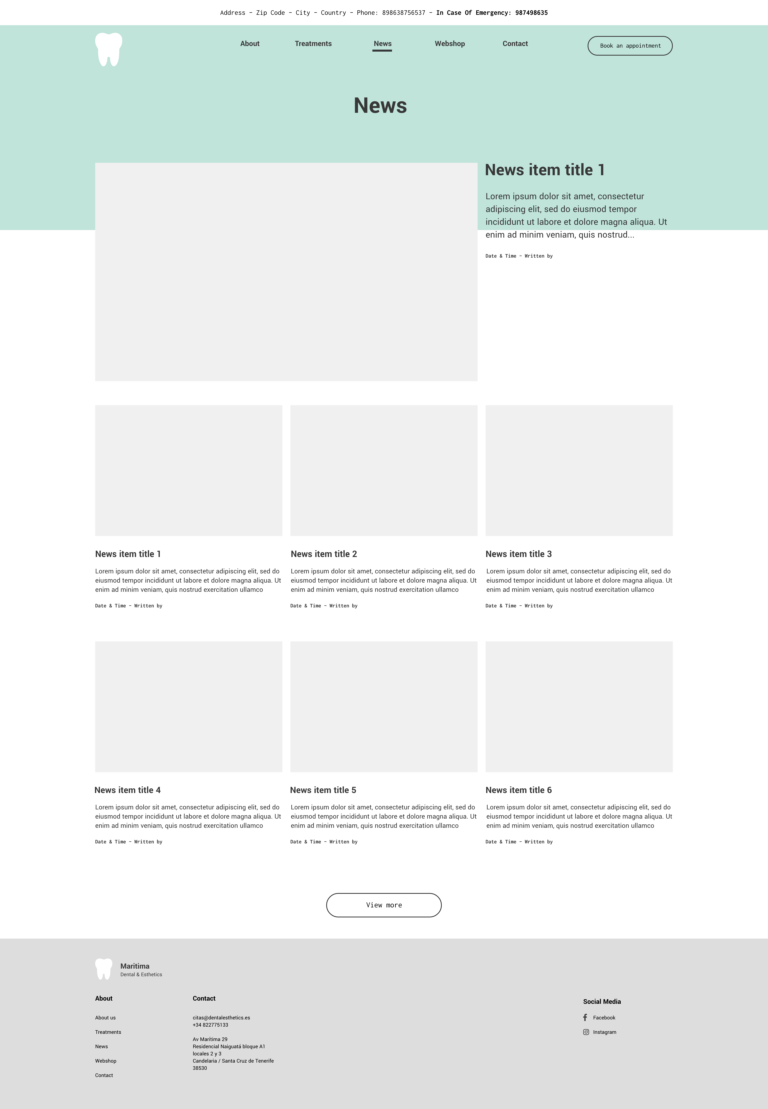 Address - Zip Code - City - Country - Phone: 898638756537 - In Case Of Emergency: 987498635
About Treatments News Webshop Contact Book an appointment
News
News item title 1
Lorem ipsum dolor sit amet, consectetur
adipiscing elit, sed do eiusmod tempor
incididunt ut labore et dolore magna aliqua. Ut
enim ad minim veniam, quis nostrud...
Date & Time - Written by
News item title 1
Lorem ipsum dolor sit amet, consectetur adipiscing elit, sed do
eiusmod tempor incididunt ut labore et dolore magna aliqua. Ut
enim ad minim veniam, quis nostrud exercitation ullamco
Date & Time - Written by
News item title 2
Lorem ipsum dolor sit amet, consectetur adipiscing elit, sed do
eiusmod tempor incididunt ut labore et dolore magna aliqua. Ut
enim ad minim veniam, quis nostrud exercitation ullamco
Date & Time - Written by
News item title 3
Lorem ipsum dolor sit amet, consectetur adipiscing elit, sed do
eiusmod tempor incididunt ut labore et dolore magna aliqua. Ut
enim ad minim veniam, quis nostrud exercitation ullamco
Date & Time - Written by
News item title 4
Lorem ipsum dolor sit amet, consectetur adipiscing elit, sed do
eiusmod tempor incididunt ut labore et dolore magna aliqua. Ut
enim ad minim veniam, quis nostrud exercitation ullamco
Date & Time - Written by
News item title 5
Lorem ipsum dolor sit amet, consectetur adipiscing elit, sed do
eiusmod tempor incididunt ut labore et dolore magna aliqua. Ut
enim ad minim veniam, quis nostrud exercitation ullamco
Date & Time - Written by
News item title 6
Lorem ipsum dolor sit amet, consectetur adipiscing elit, sed do
eiusmod tempor incididunt ut labore et dolore magna aliqua. Ut
enim ad minim veniam, quis nostrud exercitation ullamco
Date & Time - Written by
View more
Maritima
Dental & Esthetics
About
About us
Treatments
News
Webshop
Contact
Contact
citas@dentalesthetics.es
+34 822775133
Av Marítima 29
Residencial Naiguatá bloque A1
locales 2 y 3
Candelaria / Santa Cruz de Tenerife
38530
Social Media
Facebook
Instagram